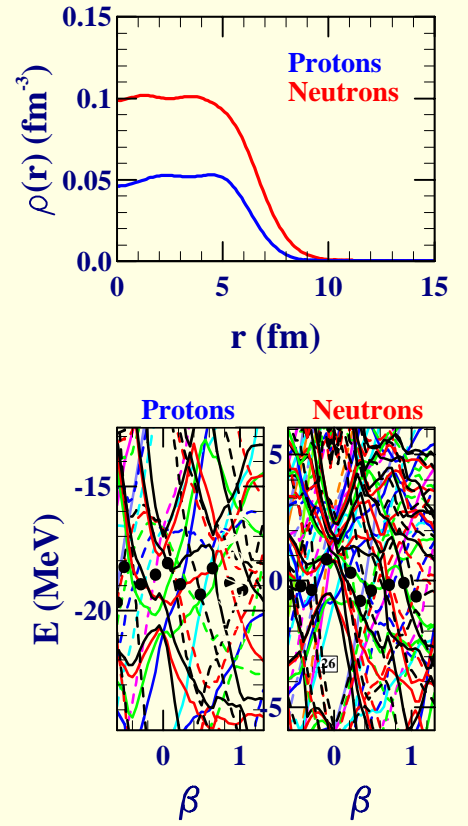 0.15
0.1
0.05
0.0
ρ(r) (fm-3)
Protons
Neutrons
0 5 10 15
r (fm)
Protons Neutrons
-15
-20
E (MeV)
5
0
-5
26
0 1 0 1
β β